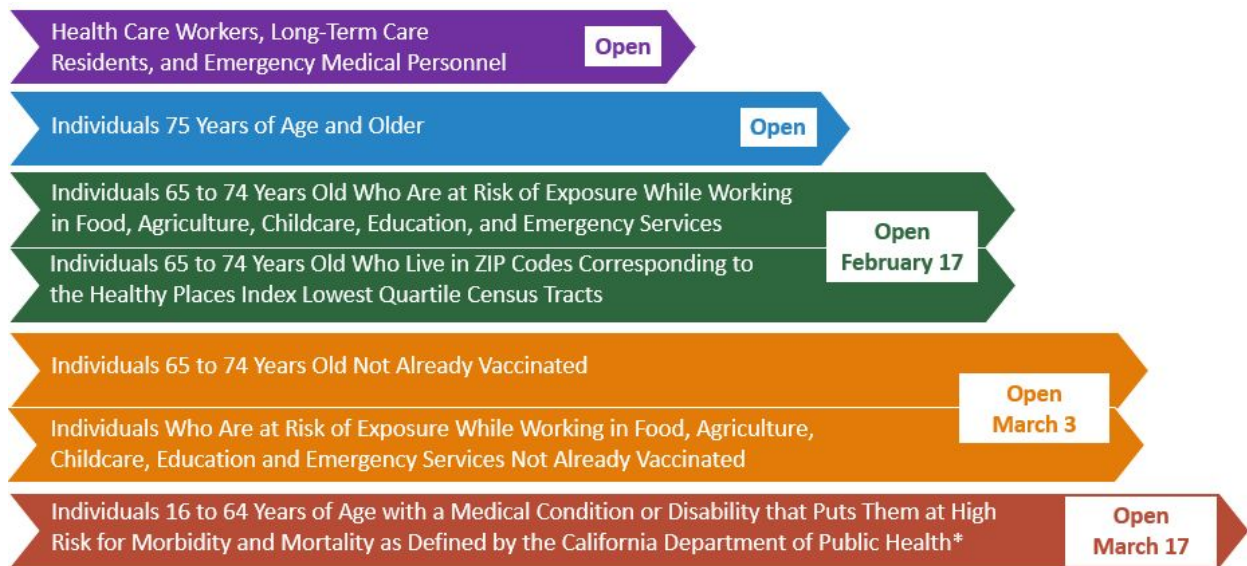 Health Care Workers, Long-Term Care
Residents, and Emergency Medical Personnel
Open
Individuals 75 Years of Age and Older
Open
Individuals 65 to 74 Years Old Who Are at Risk of Exposure While Working
in Food, Agriculture, Childcare, Education, and Emergency Services
Individuals 65 to 74 Years Old Who Live in ZIP Codes Corresponding to
the Healthy Places Index Lowest Quartile Census Tracts
Open
February 17
Individuals 65 to 74 Years Old Not Already Vaccinated
Individuals Who Are at Risk of Exposure While Working in Food, Agriculture,
Childcare, Education and Emergency Services Not Already Vaccinated
Open
March 3
Individuals 16 to 64 Years of Age with a Medical Condition or Disability that Puts Them at High
Risk for Morbidity and Mortality as Defined by the California Department of Public Health*
Open
March 17